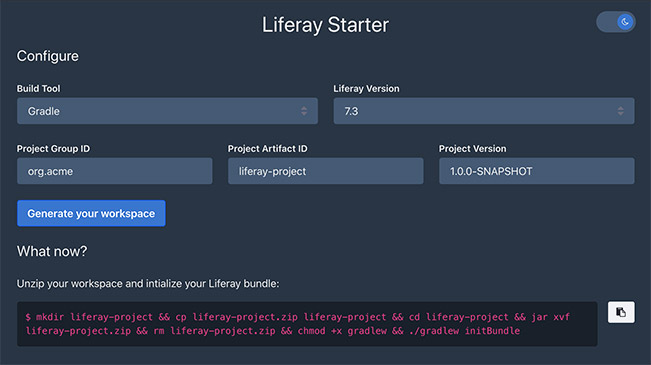 Liferay Starter
Configure
Build Tool
Liferay Version
Gradle
7.3
Project Group ID
Project Artifact ID
Project Version
org.acme
liferay-project
1.0.0-SNAPSHOT
Generate your workspace
What now?
Unzip your workspace and intialize your Liferay bundle:
$ mkdir liferay-project && cp liferay-project.zip liferay-project && cd liferay-project && jar xvf
liferay-project.zip && rm liferay-project.zip && chmod +x gradlew && ./gradlew initBundle